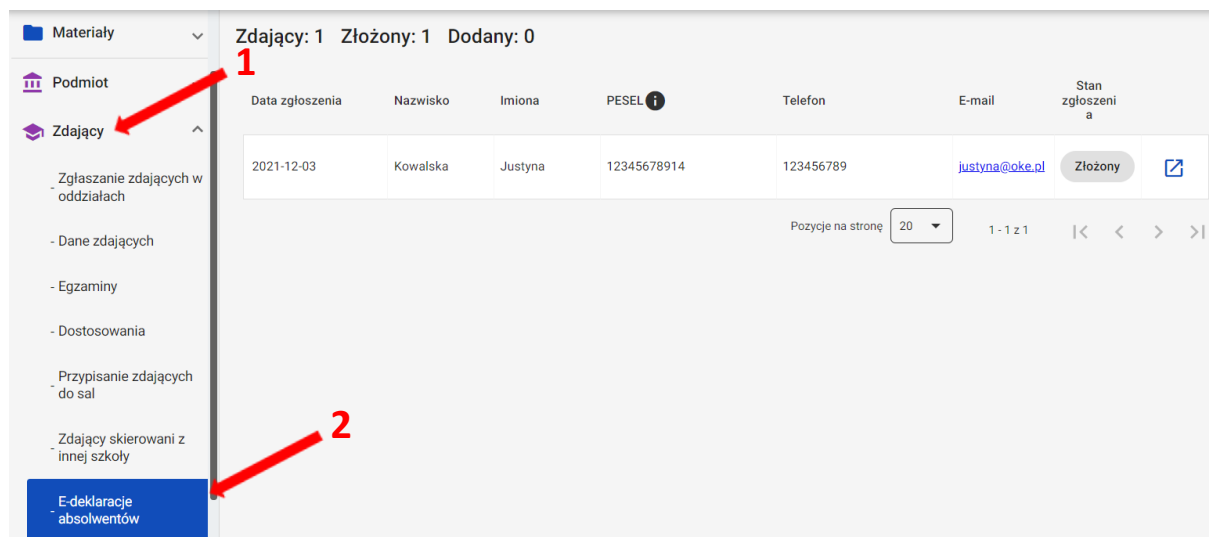 Materiały
Podmiot
Zdający
- Zgłaszanie zdających w
oddziałach
- Dane zdających
- Egzaminy
- Dostosowania
- Przypisanie zdających
do sal
- Zdający skierowani z
innej szkoły
- E-deklaracje
absolwentów
1
2
Zdający: 1 Złożony: 1 Dodany: 0
Data zgłoszenia Nazwisko Imiona PESEL i Telefon E-mail Stan
zgłoszeni
a
2021-12-03 Kowalska Justyna 12345678914 123456789 justyna@oke.pl Złożony
Pozycje na stronę 20 1 - 1 z 1